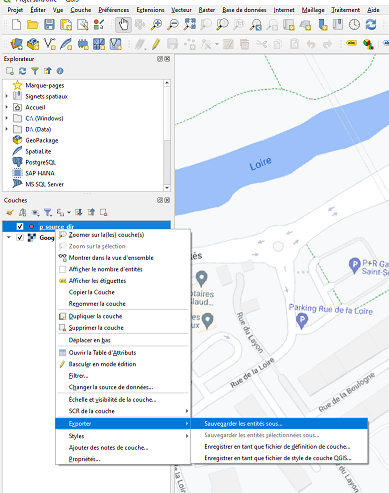 Projet Éditer Vue Couche Préférences Extensions Vecteur Raster Base de données Internet Maillage Traitement Aide
Explorateur
Marque-pages
Signets spatiaux
Accueil
C:\ (Windows)
D:\ (Data)
GeoPackage
SpatiaLite
PostgreSQL
SAP HANA
MS SQL Server
Couches
p_source_dir
Goog
Zoomer sur la(les) couche(s)
Zoom sur la sélection
Montrer dans la vue d'ensemble
Afficher le nombre d'entités
Afficher les étiquettes
Copier la Couche
Renommer la couche
Dupliquer la couche
Supprimer la couche
Déplacer en bas
Ouvrir la Table d'Attributs
Basculer en mode édition
Filtrer...
Changer la source de données...
Échelle et visibilité de la couche...
SCR de la couche
Exporter
Styles
Ajouter des notes de couche...
Propriétés...
Sauvegarder les entités sous...
Sauvegarder les entités sélectionnées sous...
Enregistrer en tant que fichier de définition de couche...
Enregistrer en tant que fichier de style de couche QGIS...
Loire
P+R Ga
Saint-Se
Parking Rue de la Loire
Rue du Layon
Rue de la Loire
Rue de la Boulogne